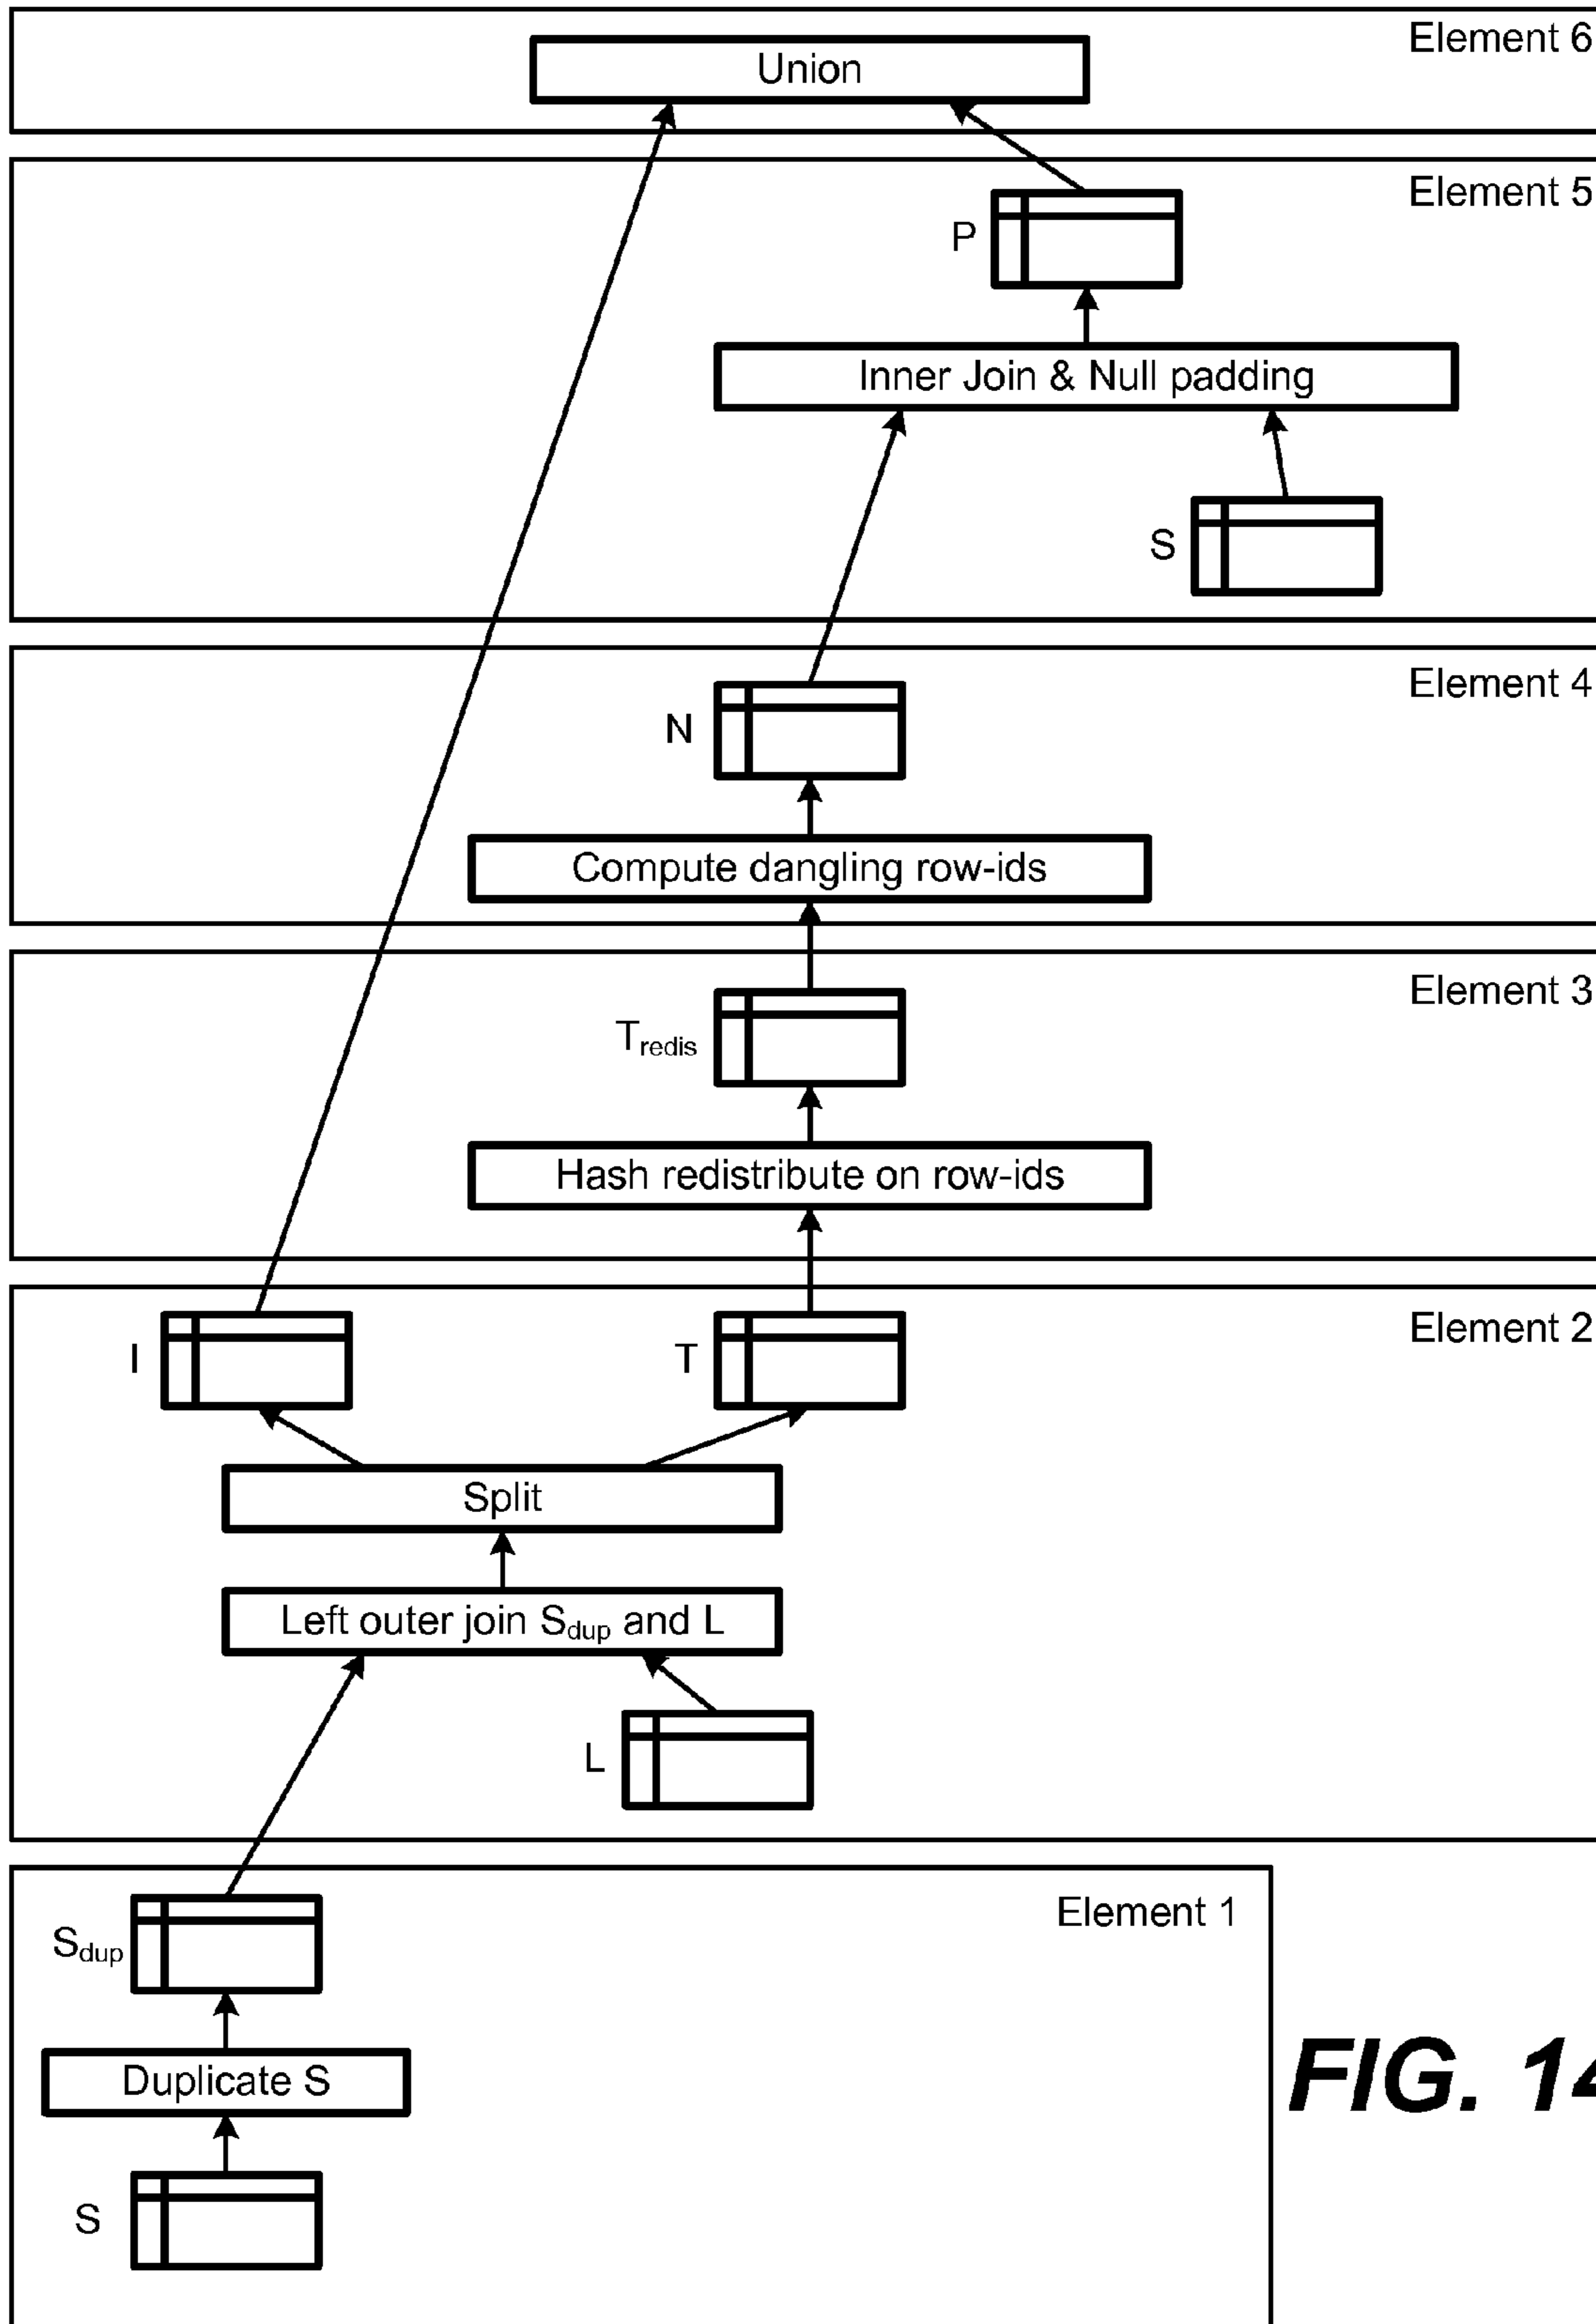 Element 6
Union
Element 5
P
Inner Join & Null padding
S
Element 4
N
Compute dangling row-ids
Element 3
Tredis
Hash redistribute on row-ids
Element 2
I
T
Split
Left outer join Sdup and L
L
Element 1
Sdup
Duplicate S
FIG. 14
S